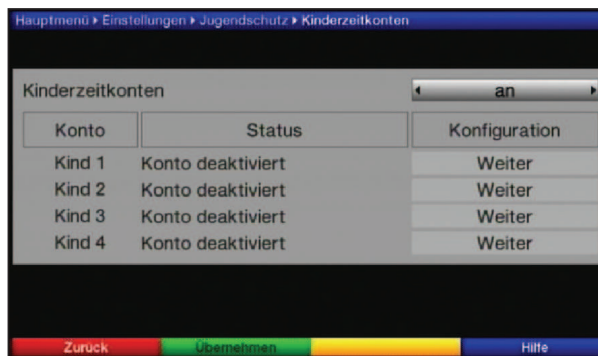 Hauptmenü ▸ Einstellungen ▸ Jugendschutz ▸ Kinderzeitkonten
Kinderzeitkonten an
Konto Status Konfiguration
Kind 1 Konto deaktiviert Weiter
Kind 2 Konto deaktiviert Weiter
Kind 3 Konto deaktiviert Weiter
Kind 4 Konto deaktiviert Weiter
Zurück Übernehmen Hilfe